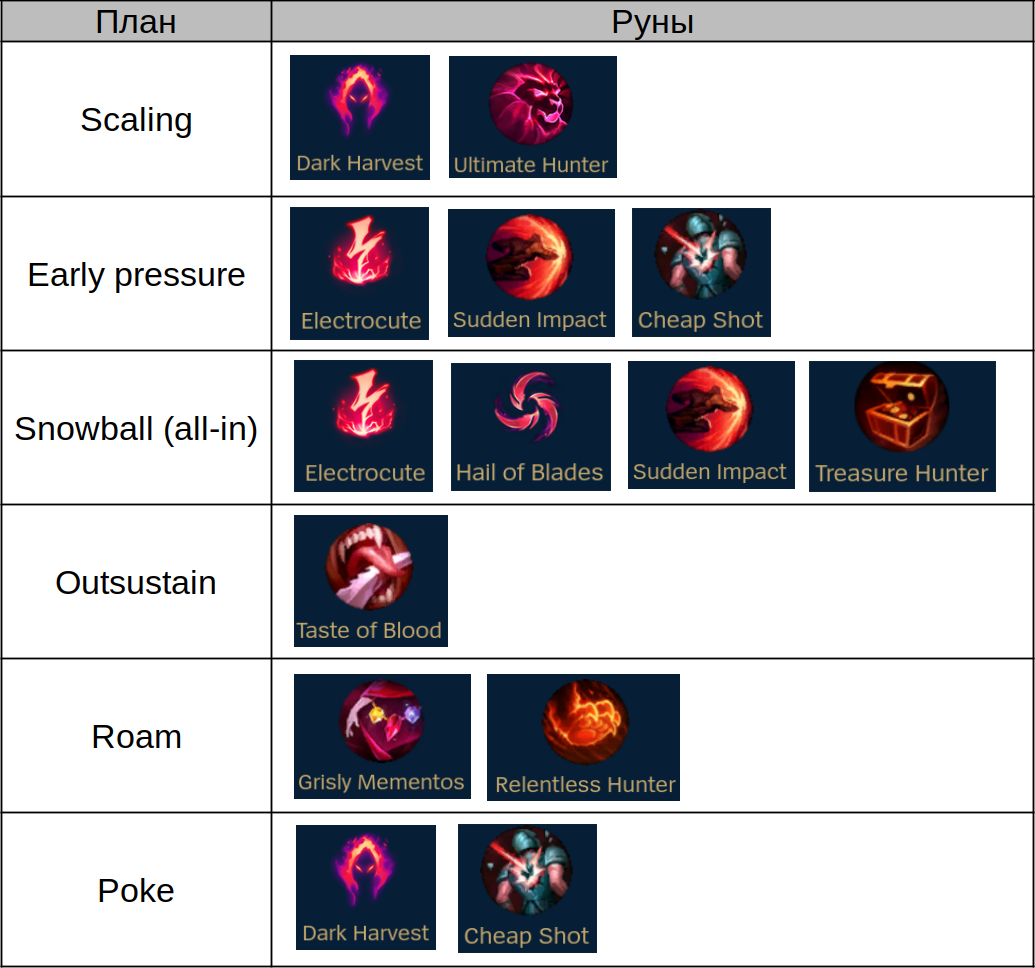 План
Руны
Scaling
Dark Harvest
Ultimate Hunter
Early pressure
Electrocute
Sudden Impact
Cheap Shot
Snowball (all-in)
Electrocute
Hail of Blades
Sudden Impact
Treasure Hunter
Outsustain
Taste of Blood
Roam
Grisly Mementos
Relentless Hunter
Poke
Dark Harvest
Cheap Shot